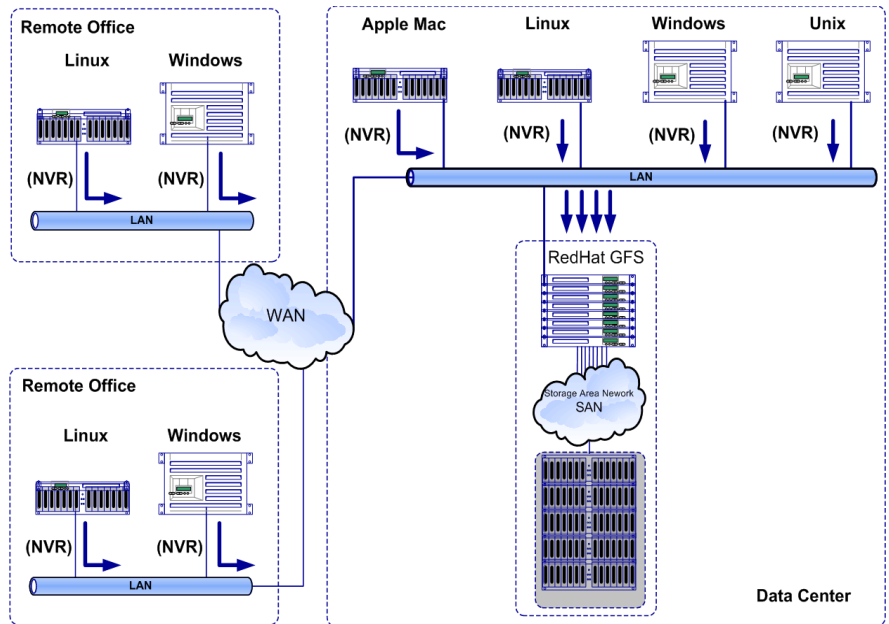 Remote Office
Linux Windows
(NVR) (NVR)
LAN
Apple Mac Linux Windows Unix
(NVR) (NVR) (NVR) (NVR)
LAN
WAN
RedHat GFS
Storage Area Nework
SAN
Remote Office
Linux Windows
(NVR) (NVR)
LAN
Data Center